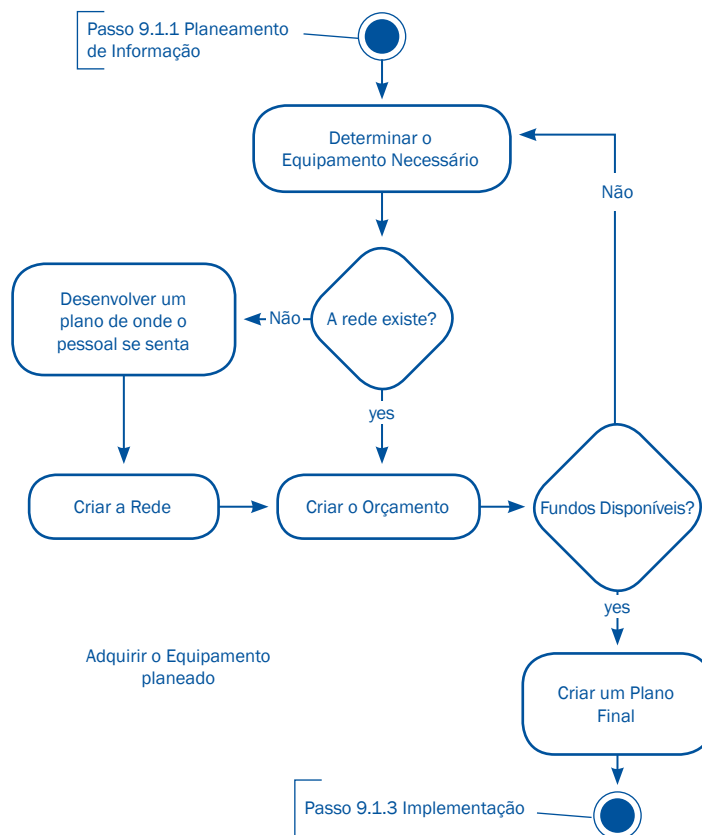 Passo 9.1.1 Planeamento
de Informação
Determinar o
Equipamento Necessário
Não
Desenvolver um
plano de onde o
pessoal se senta
Não
A rede existe?
yes
Criar a Rede
Criar o Orçamento
Fundos Disponíveis?
yes
Adquirir o Equipamento
planeado
Criar um Plano
Final
Passo 9.1.3 Implementação